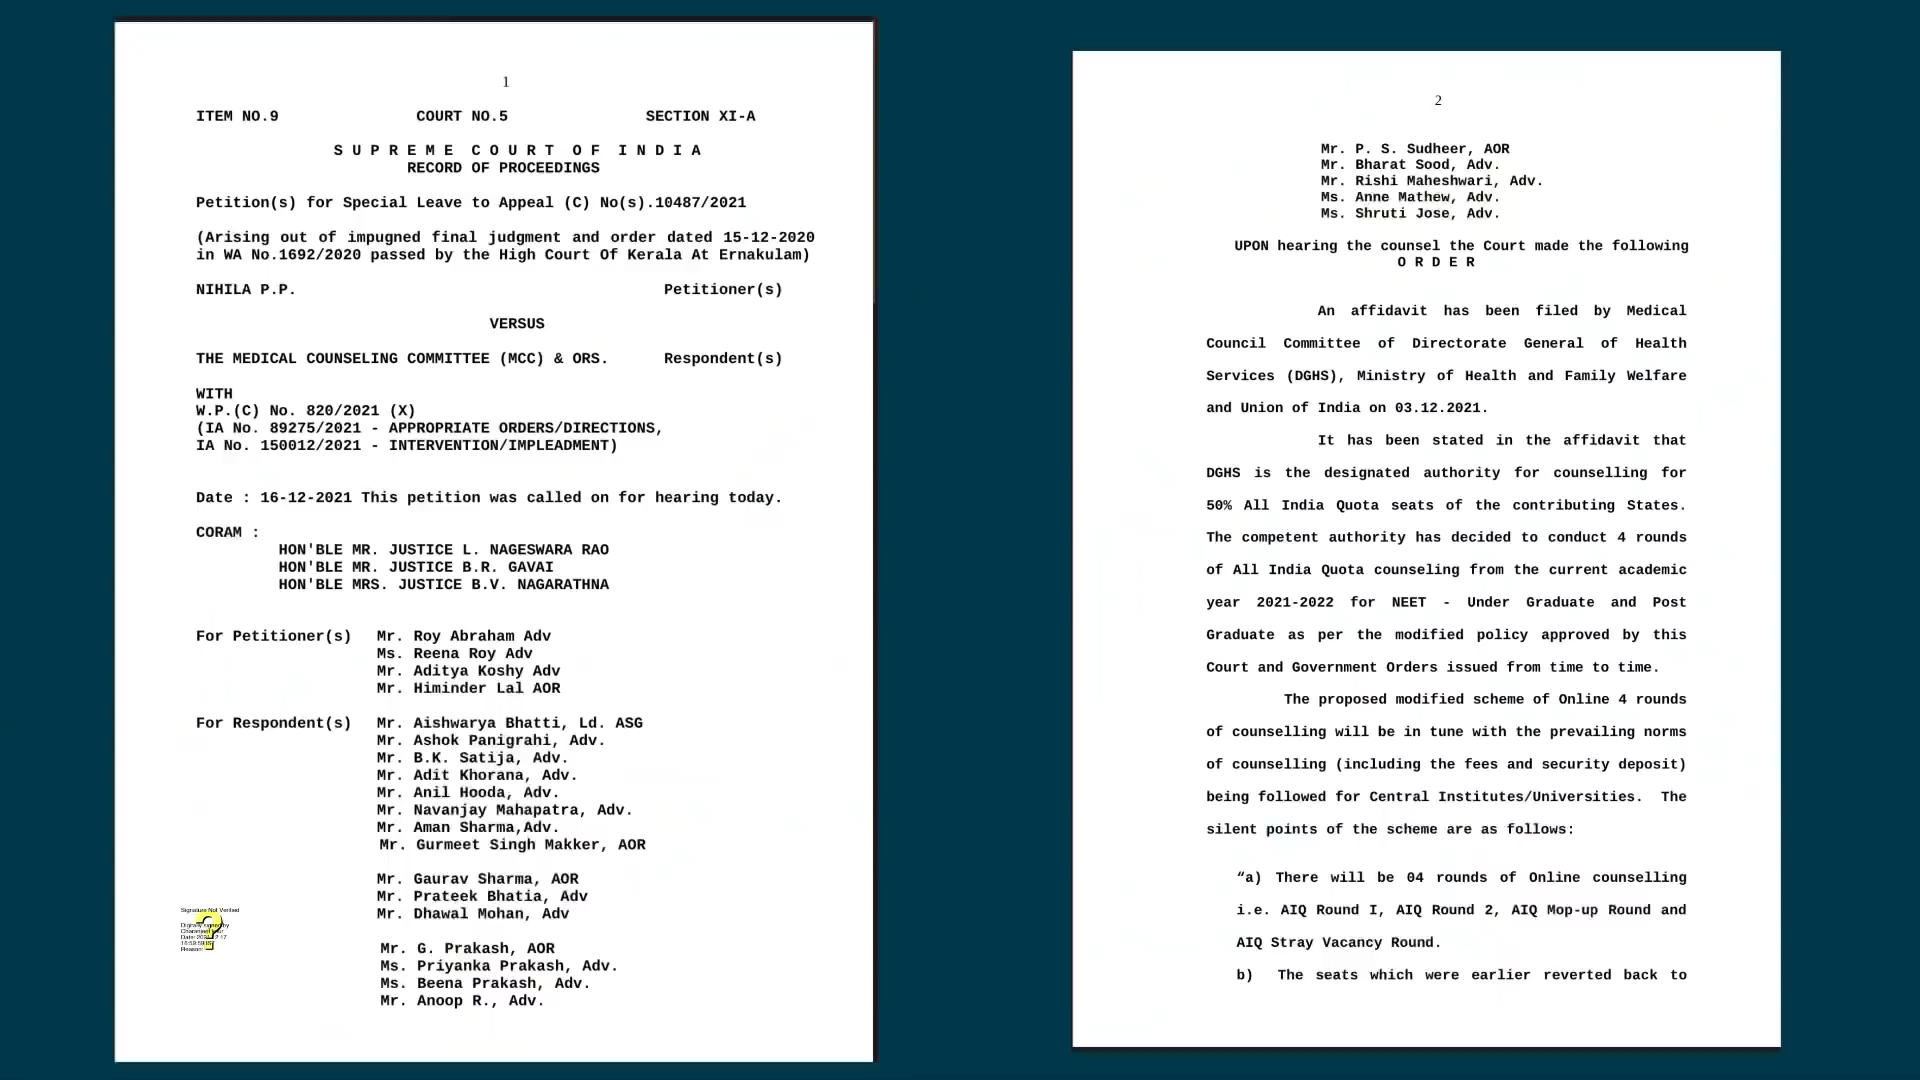 1
ITEM NO.9 COURT NO.5 SECTION XI-A
S U P R E M E C O U R T O F I N D I A
RECORD OF PROCEEDINGS
Petition(s) for Special Leave to Appeal (C) No(s).10487/2021
(Arising out of impugned final judgment and order dated 15-12-2020
in WA No.1692/2020 passed by the High Court Of Kerala At Ernakulam)
NIHILA P.P. Petitioner(s)
VERSUS
THE MEDICAL COUNSELING COMMITTEE (MCC) & ORS. Respondent(s)
WITH
W.P.(C) No. 820/2021 (X)
(IA No. 89275/2021 - APPROPRIATE ORDERS/DIRECTIONS,
IA No. 150012/2021 - INTERVENTION/IMPLEADMENT)
Date : 16-12-2021 This petition was called on for hearing today.
CORAM :
HON'BLE MR. JUSTICE L. NAGESWARA RAO
HON'BLE MR. JUSTICE B.R. GAVAI
HON'BLE MRS. JUSTICE B.V. NAGARATHNA
For Petitioner(s) Mr. Roy Abraham Adv
Ms. Reena Roy Adv
Mr. Aditya Koshy Adv
Mr. Himinder Lal AOR
For Respondent(s) Mr. Aishwarya Bhatti, Ld. ASG
Mr. Ashok Panigrahi, Adv.
Mr. B.K. Satija, Adv.
Mr. Adit Khorana, Adv.
Mr. Anil Hooda, Adv.
Mr. Navanjay Mahapatra, Adv.
Mr. Aman Sharma,Adv.
Mr. Gurmeet Singh Makker, AOR
Mr. Gaurav Sharma, AOR
Mr. Prateek Bhatia, Adv
Mr. Dhawal Mohan, Adv
Mr. G. Prakash, AOR
Ms. Priyanka Prakash, Adv.
Ms. Beena Prakash, Adv.
Mr. Anoop R., Adv.
Signature Not Verified
Digitally signed by
Reason:
2
Mr. P. S. Sudheer, AOR
Mr. Bharat Sood, Adv.
Mr. Rishi Maheshwari, Adv.
Ms. Anne Mathew, Adv.
Ms. Shruti Jose, Adv.
UPON hearing the counsel the Court made the following
O R D E R
An affidavit has been filed by Medical
Council Committee of Directorate General of Health
Services (DGHS), Ministry of Health and Family Welfare
and Union of India on 03.12.2021.
It has been stated in the affidavit that
DGHS is the designated authority for counselling for
50% All India Quota seats of the contributing States.
The competent authority has decided to conduct 4 rounds
of All India Quota counseling from the current academic
year 2021-2022 for NEET - Under Graduate and Post
Graduate as per the modified policy approved by this
Court and Government Orders issued from time to time.
The proposed modified scheme of Online 4 rounds
of counselling will be in tune with the prevailing norms
of counselling (including the fees and security deposit)
being followed for Central Institutes/Universities. The
silent points of the scheme are as follows:
“a) There will be 04 rounds of Online counselling
i.e. AIQ Round I, AIQ Round 2, AIQ Mop-up Round and
AIQ Stray Vacancy Round.
b) The seats which were earlier reverted back to